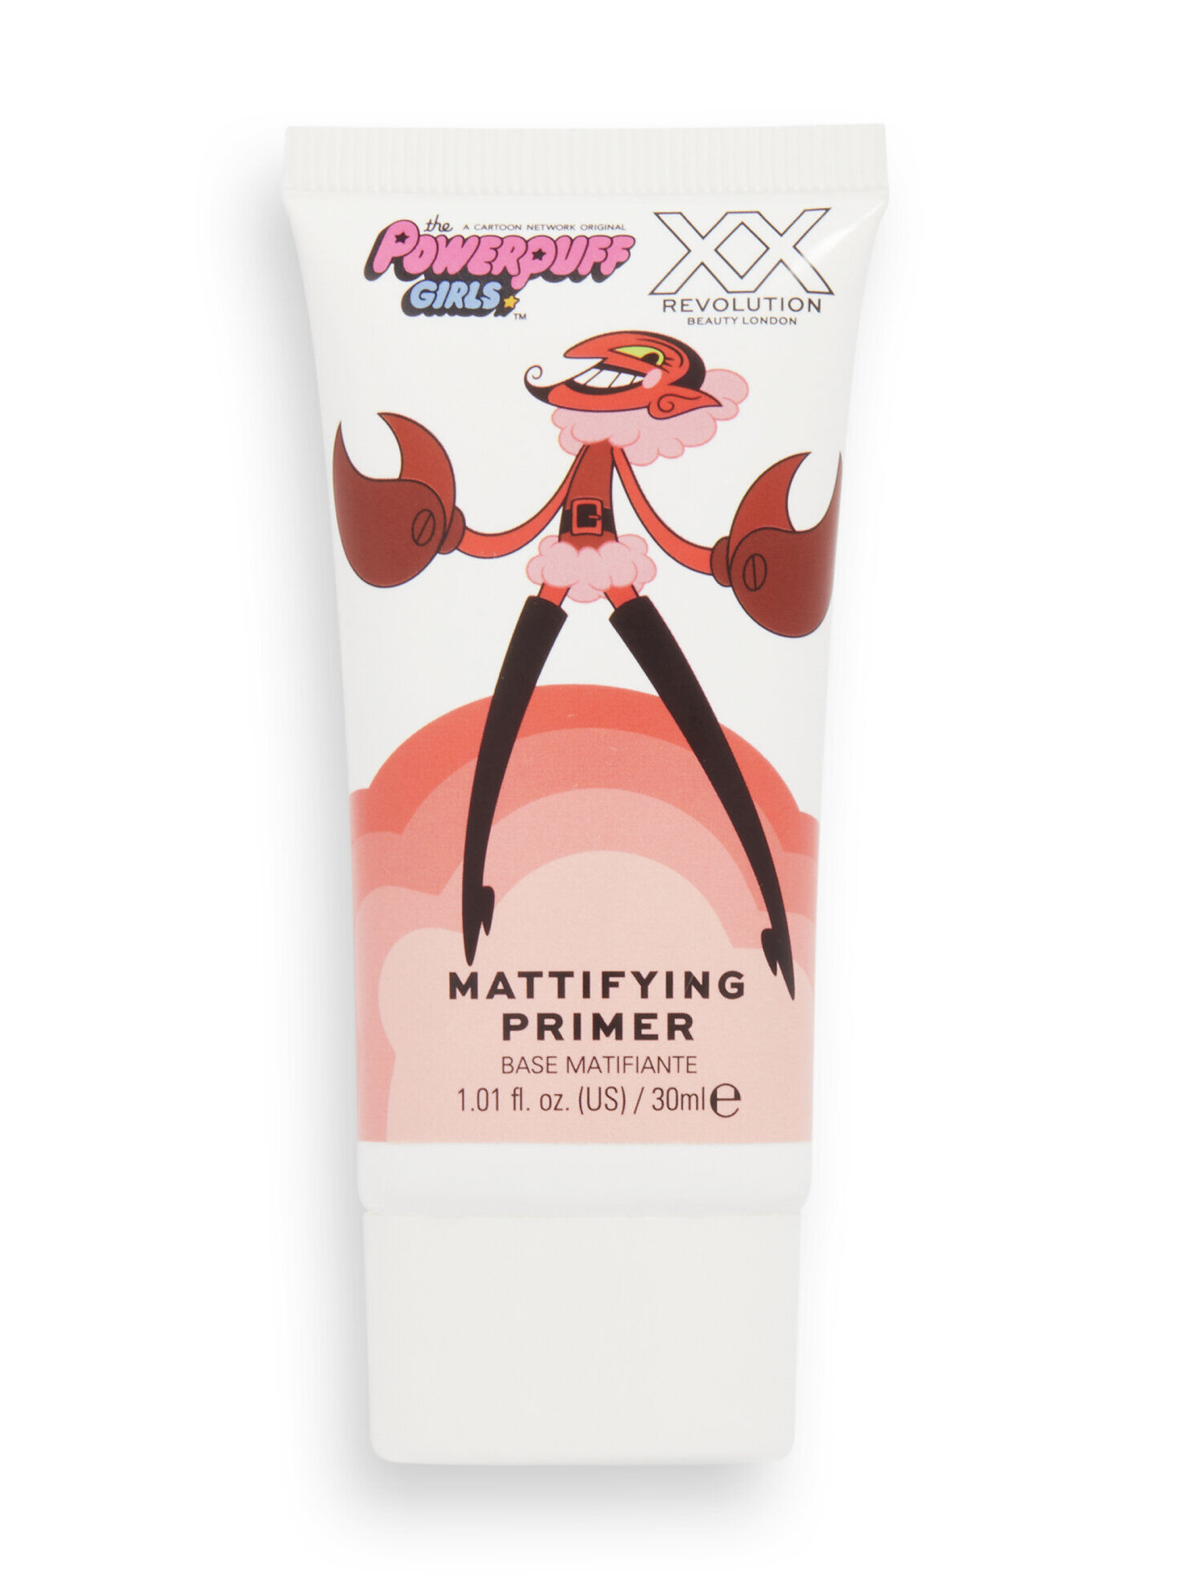 the
A CARTOON NETWORK ORIGINAL
POWERPUFF
GIRLS
TM
XX
REVOLUTION
BEAUTY LONDON
MATTIFYING
PRIMER
BASE MATIFIANTE
1.01 fl. oz. (US) / 30ml ℮